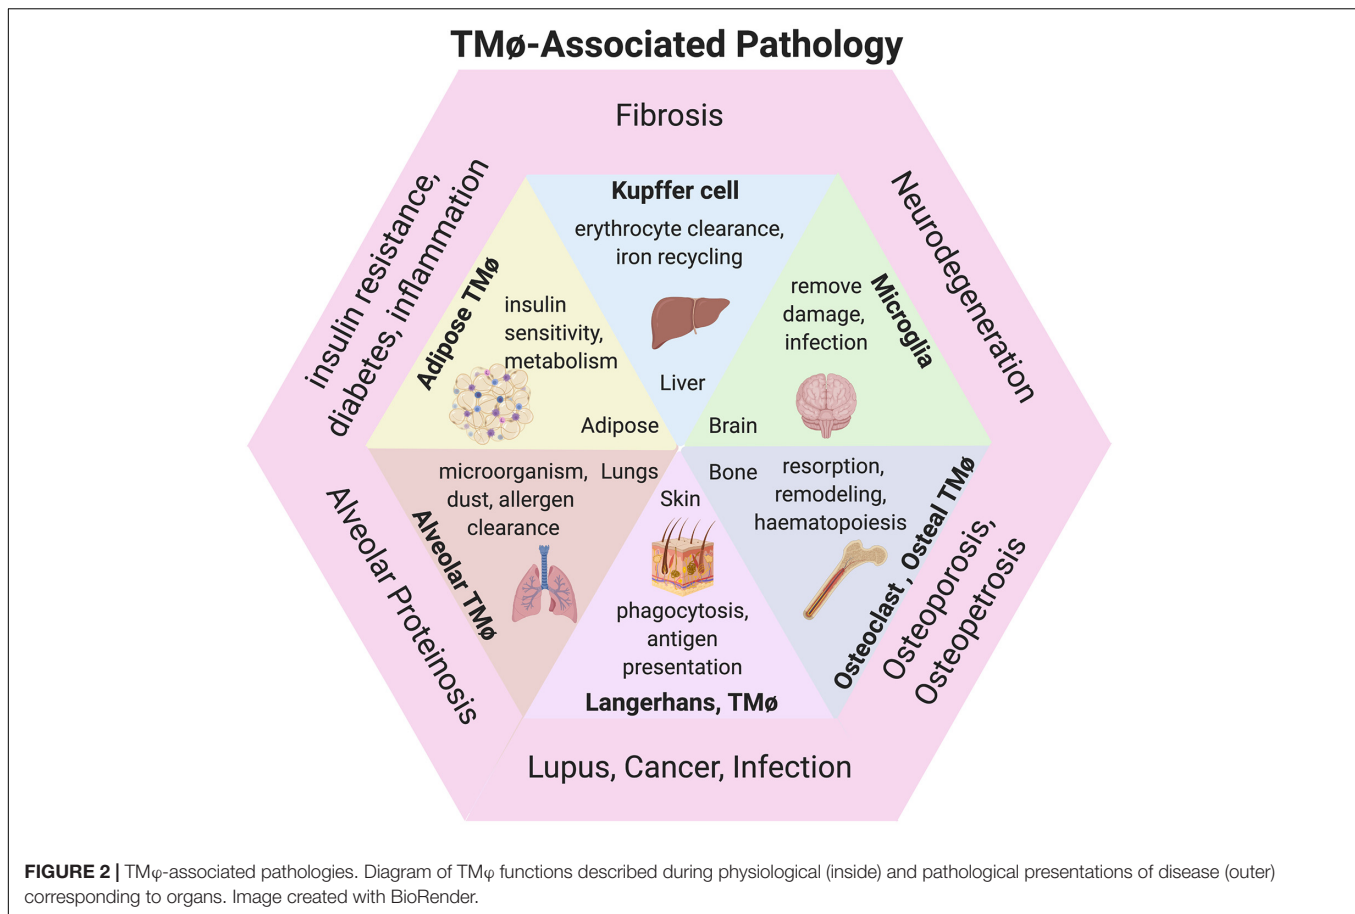 TMø-Associated Pathology
Fibrosis
Kupffer cell
erythrocyte clearance,
iron recycling
Liver
Neurodegeneration
Microglia
remove
damage,
infection
Brain
Osteoporosis,
Osteopetrosis
Osteoclast , Osteal TMø
resorption,
remodeling,
haematopoiesis
Bone
Skin
phagocytosis,
antigen
presentation
Langerhans, TMø
Lupus, Cancer, Infection
Alveolar Proteinosis
Alveolar TMø
microorganism,
dust, allergen
clearance
Lungs
insulin resistance,
diabetes, inflammation
Adipose TMø
insulin
sensitivity,
metabolism
Adipose
FIGURE 2 | TMφ-associated pathologies. Diagram of TMφ functions described during physiological (inside) and pathological presentations of disease (outer)
corresponding to organs. Image created with BioRender.